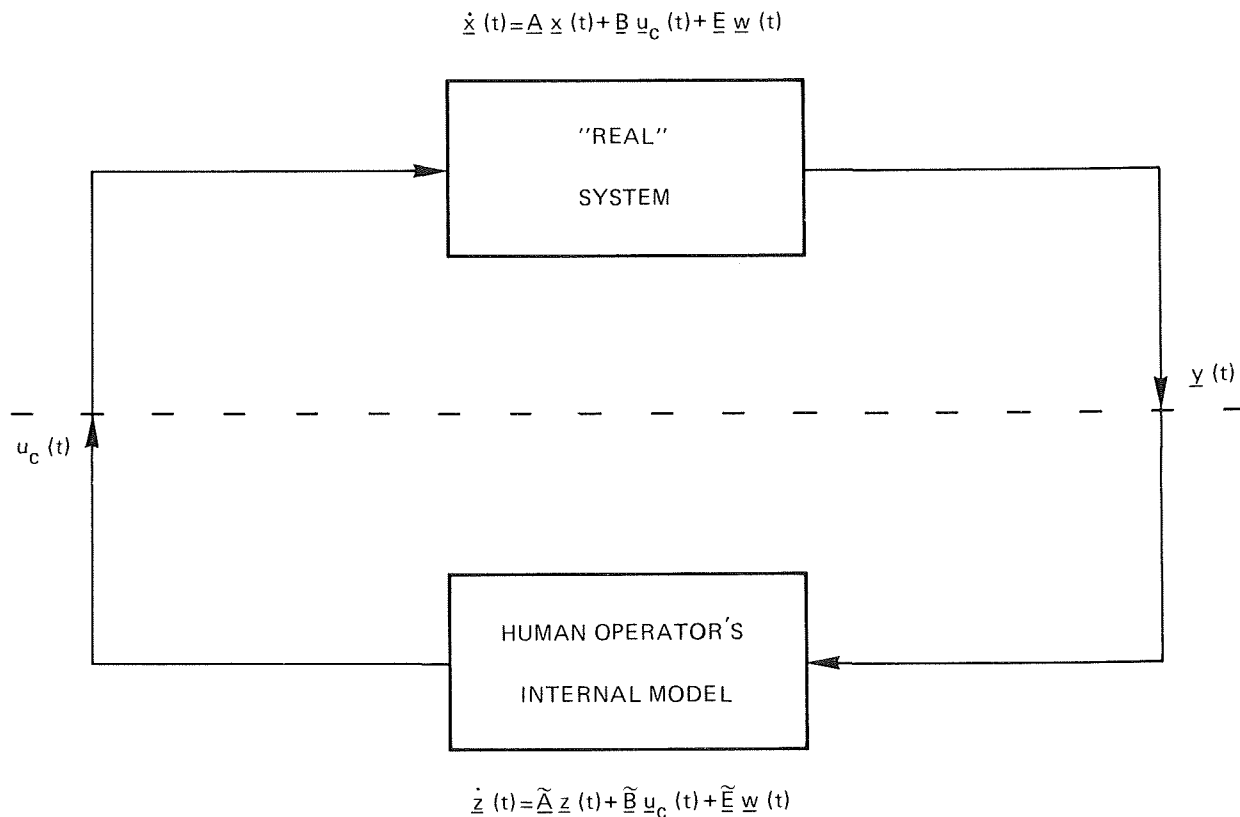 ẋ (t) = A x (t) + B u_c (t) + E w (t)
"REAL"
SYSTEM
y (t)
u_c (t)
HUMAN OPERATOR'S
INTERNAL MODEL
ż (t) = Ã z (t) + B̃ u_c (t) + Ẽ w (t)